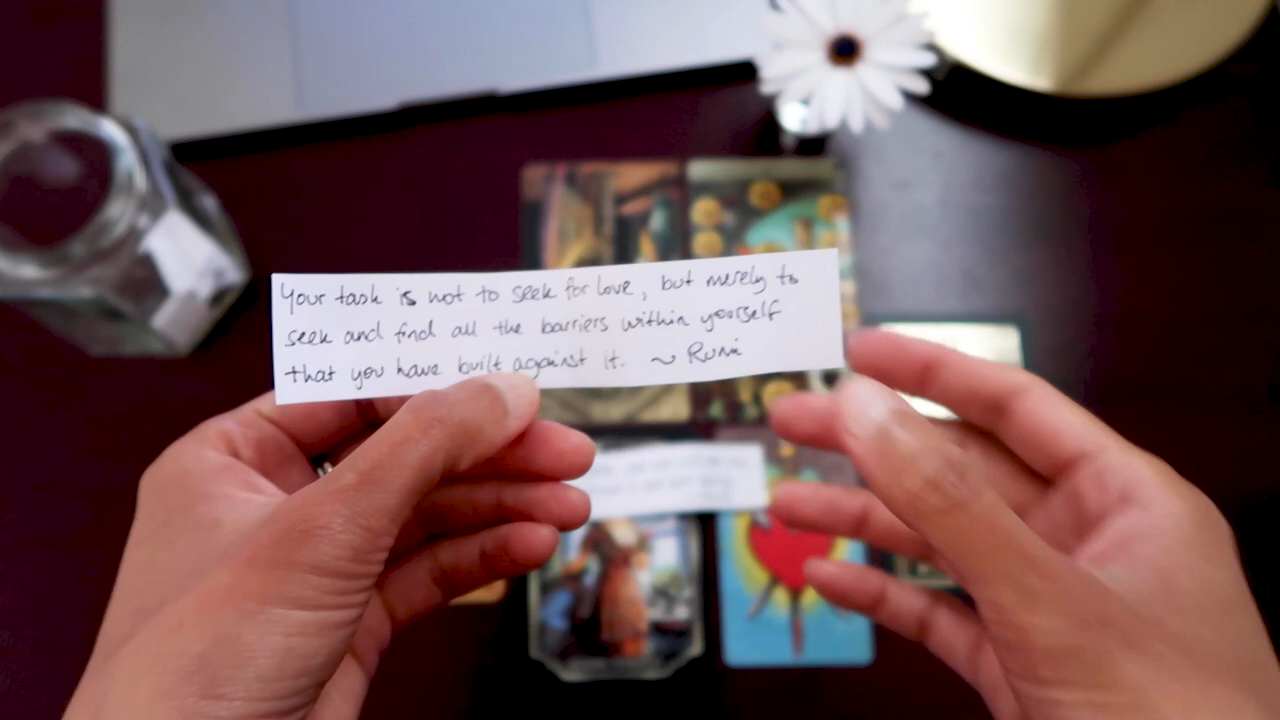 Your task is not to seek for love, but merely to
seek and find all the barriers within yourself
that you have built against it. ~ Rumi